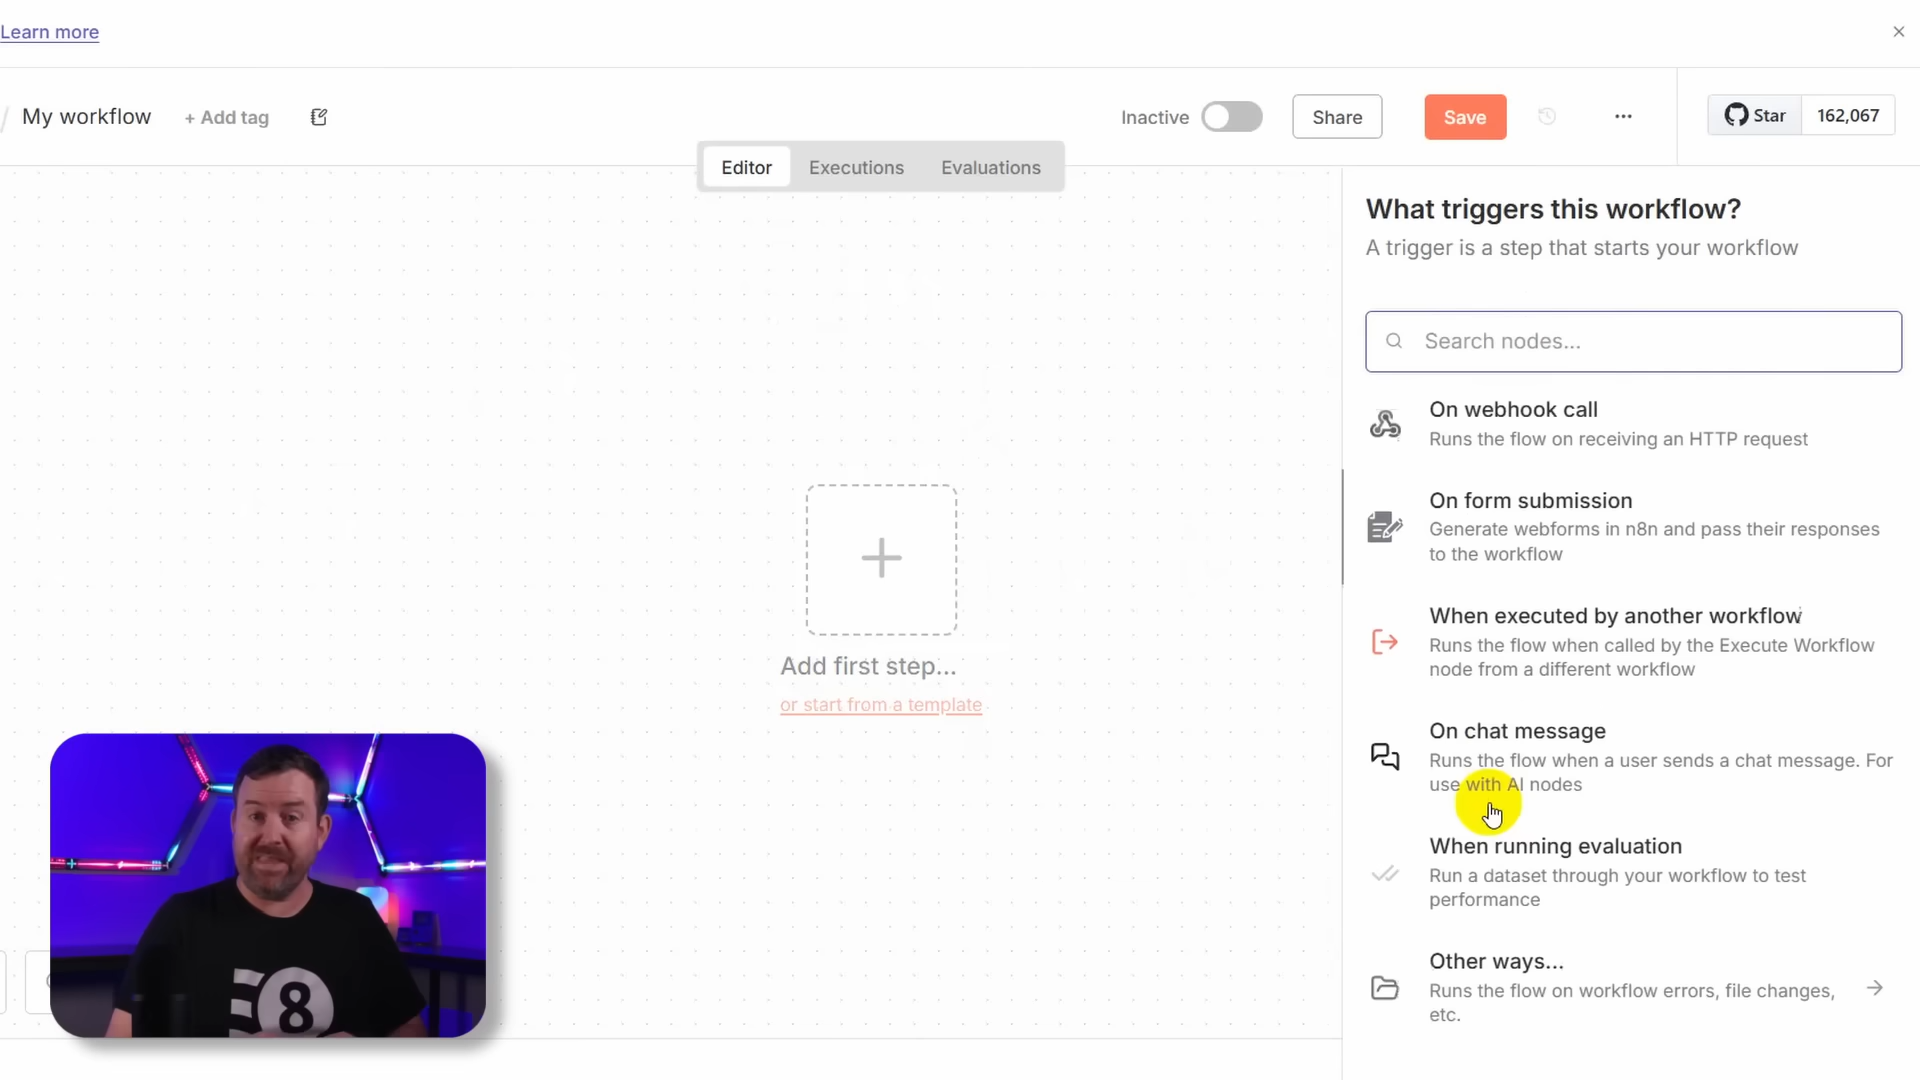 Learn more
My workflow
+ Add tag
Inactive
Share
Save
Star
162,067
Editor
Executions
Evaluations
What triggers this workflow?
A trigger is a step that starts your workflow
Search nodes...
On webhook call
Runs the flow on receiving an HTTP request
On form submission
Generate webforms in n8n and pass their responses
to the workflow
When executed by another workflow
Runs the flow when called by the Execute Workflow
node from a different workflow
On chat message
Runs the flow when a user sends a chat message. For
use with AI nodes
When running evaluation
Run a dataset through your workflow to test
performance
Other ways...
Runs the flow on workflow errors, file changes,
etc.
Add first step...
or start from a template
8